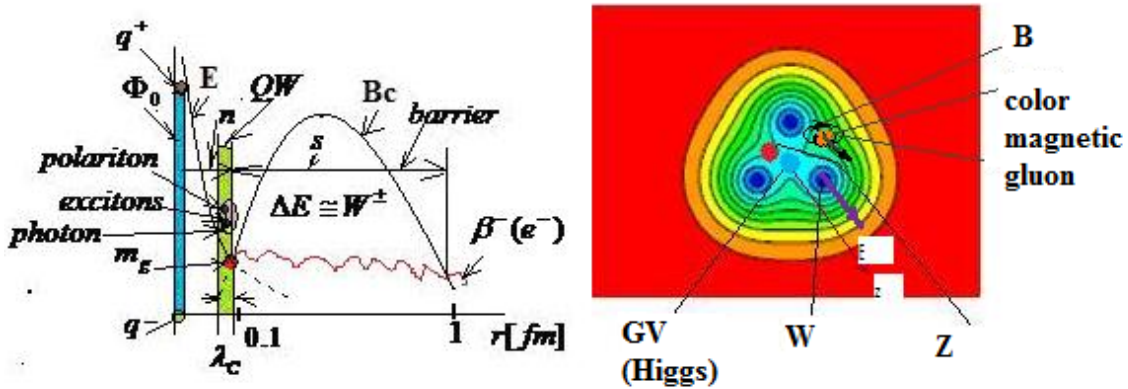 q+
E
Φ0
QW
Bc
barrier
n
s
polariton
excitons
photon
ΔE ≅ W±
β−(e−)
mε
q−
0.1
1
r[fm]
λC
B
color
magnetic
gluon
GV
(Higgs)
W
Z